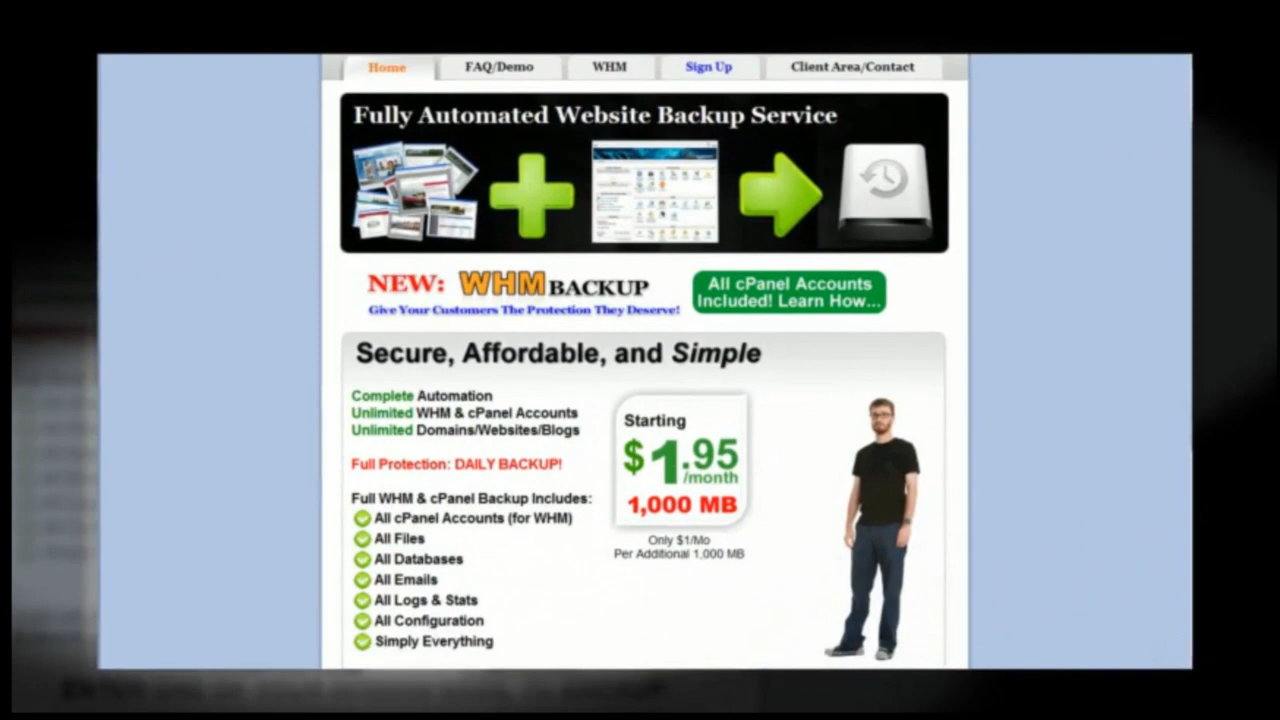 Home
FAQ/Demo
WHM
Sign Up
Client Area/Contact
Fully Automated Website Backup Service
NEW: WHM BACKUP
Give Your Customers The Protection They Deserve!
All cPanel Accounts
Included! Learn How...
Secure, Affordable, and Simple
Complete Automation
Unlimited WHM & cPanel Accounts
Unlimited Domains/Websites/Blogs
Full Protection: DAILY BACKUP!
Full WHM & cPanel Backup Includes:
All cPanel Accounts (for WHM)
All Files
All Databases
All Emails
All Logs & Stats
All Configuration
Simply Everything
Starting
$1.95
/month
1,000 MB
Only $1/Mo
Per Additional 1,000 MB